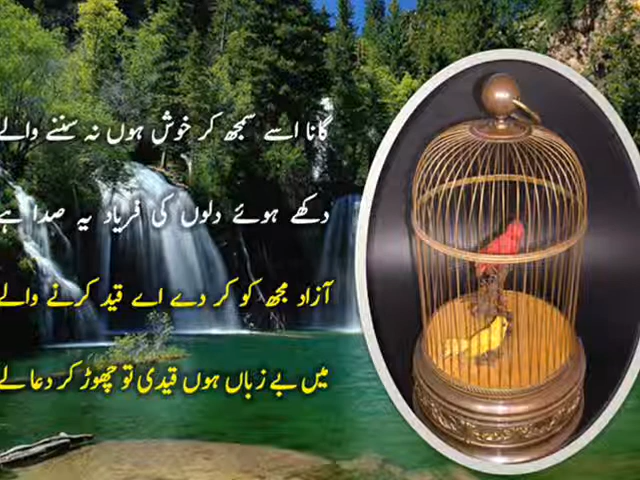 گانا اسے سمجھ کر خوش ہوں نہ سننے والے
دکھے ہوئے دلوں کی فریاد یہ صدا ہے
آزاد مجھ کو کر دے اے قید کرنے والے
میں بے زباں ہوں قیدی تو چھوڑ کر دعا لے